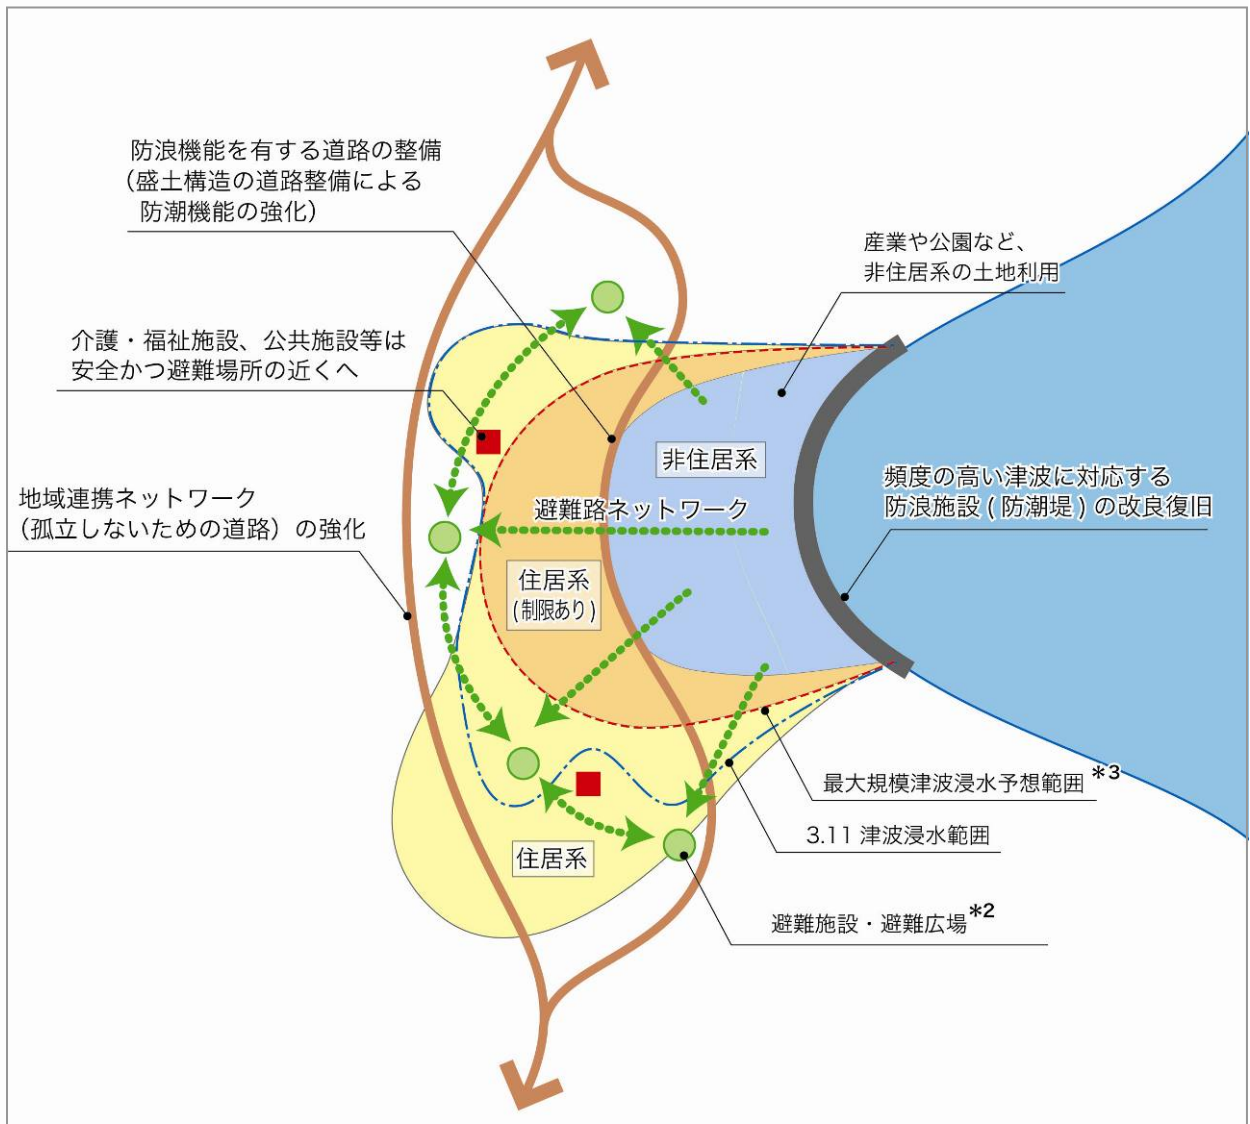 防浪機能を有する道路の整備
（盛土構造の道路整備による
防潮機能の強化）
産業や公園など、
非住居系の土地利用
介護・福祉施設、公共施設等は
安全かつ避難場所の近くへ
非住居系
頻度の高い津波に対応する
防浪施設(防潮堤)の改良復旧
地域連携ネットワーク
（孤立しないための道路）の強化
避難路ネットワーク
住居系
(制限あり)
最大規模津波浸水予想範囲＊3
3.11 津波浸水範囲
住居系
避難施設・避難広場＊2